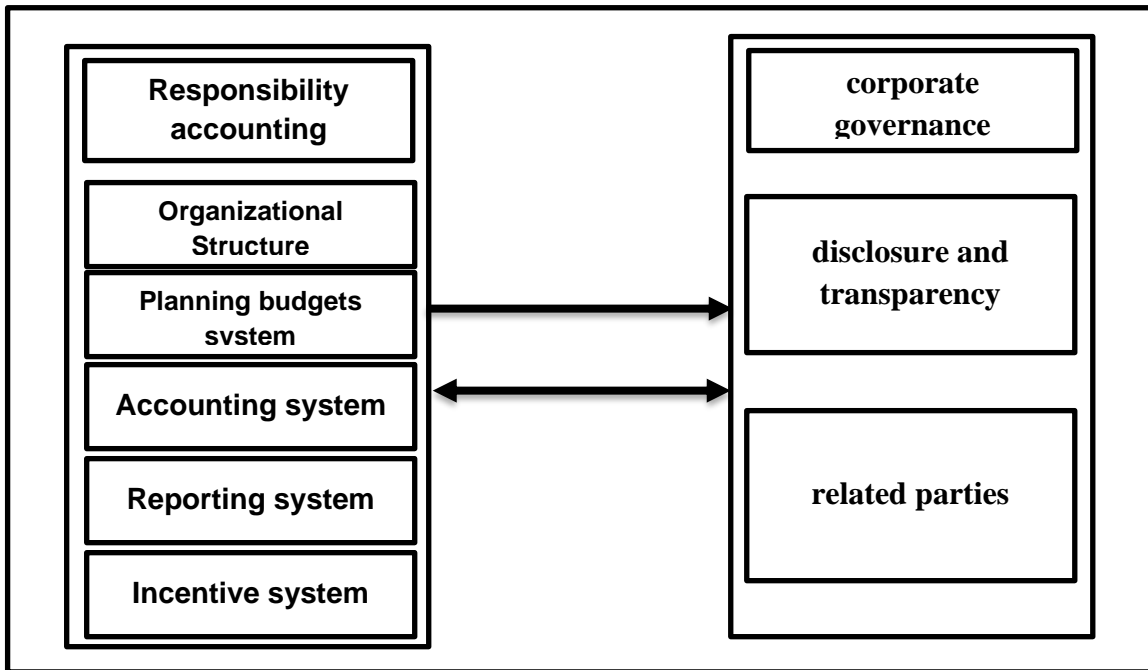 Responsibility
accounting
Organizational
Structure
Planning budgets
system
Accounting system
Reporting system
Incentive system
corporate
governance
disclosure and
transparency
related parties